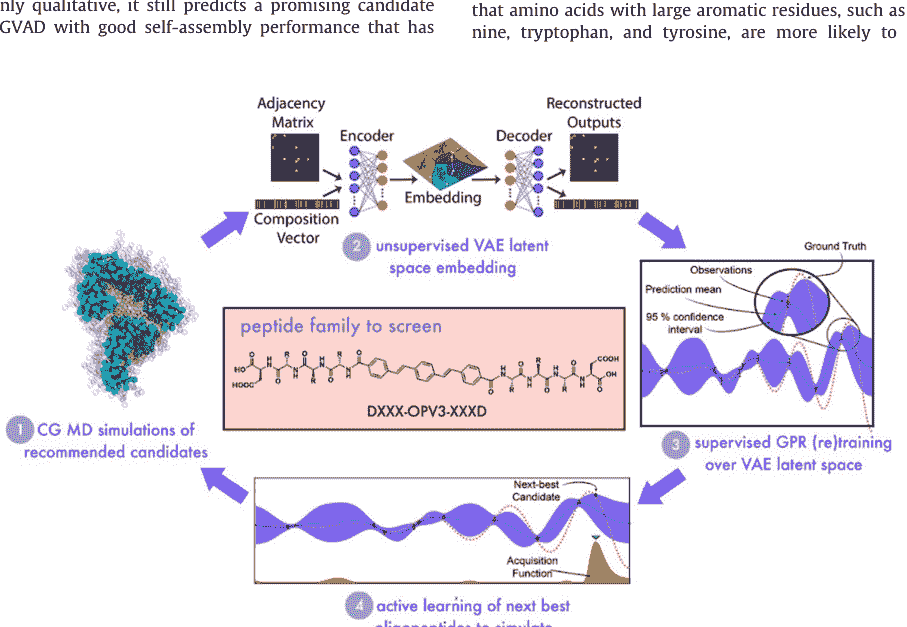 nly qualitative, it still predicts a promising candidate
GVAD with good self-assembly performance that has
that amino acids with large aromatic residues, such as
nine, tryptophan, and tyrosine, are more likely to
Adjacency
Matrix
Encoder
Embedding
Decoder
Reconstructed
Outputs
Composition
Vector
2 unsupervised VAE latent
space embedding
Ground Truth
Observations
Prediction mean
95 % confidence
interval
peptide family to screen
DXXX-OPV3-XXXD
1 CG MD simulations of
recommended candidates
3 supervised GPR (re)training
over VAE latent space
Next-best
Candidate
Acquisition
Function
4 active learning of next best
oligopeptides to simulate